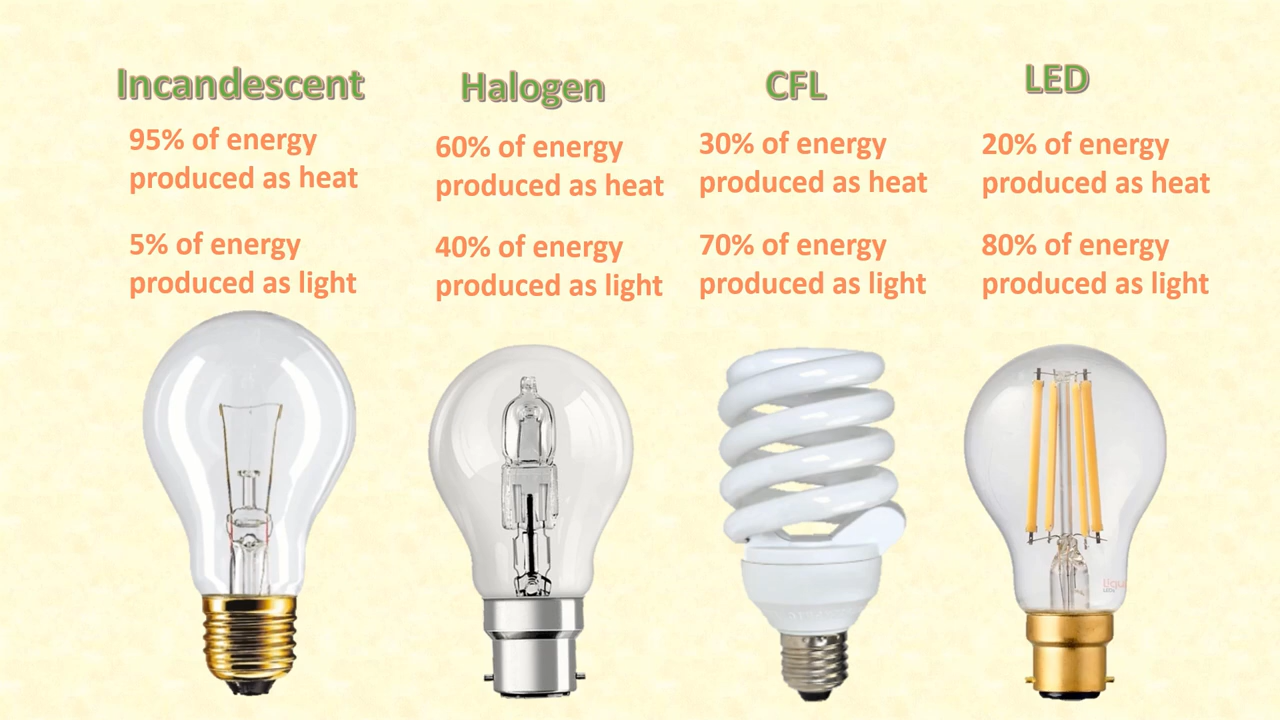 Incandescent
95% of energy
produced as heat
5% of energy
produced as light
Halogen
60% of energy
produced as heat
40% of energy
produced as light
CFL
30% of energy
produced as heat
70% of energy
produced as light
LED
20% of energy
produced as heat
80% of energy
produced as light